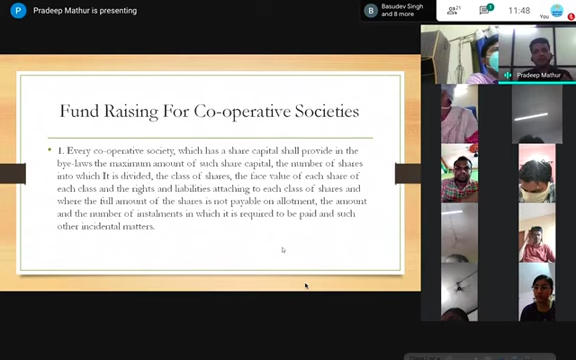 Pradeep Mathur is presenting
Basudev Singh
and 8 more
B
21
1
11:48
You
Pradeep Mathur
Fund Raising For Co-operative Societies
• 1. Every co-operative society, which has a share capital shall provide in the
bye-laws the maximum amount of such share capital, the number of shares
into which It is divided, the class of shares, the face value of each share of
each class and the rights and liabilities attaching to each class of shares and
where the full amount of the shares is not payable on allotment, the amount
and the number of instalments in which it is required to be paid and such
other incidental matters.